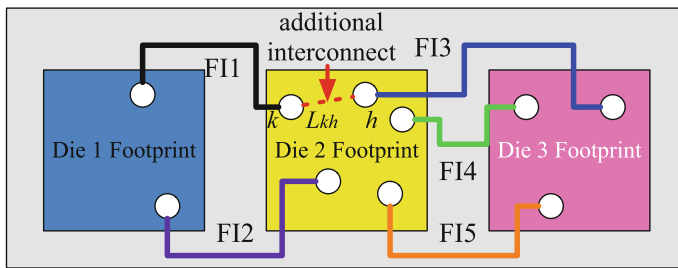 additional
interconnect
FI1
FI3
k
Lkh
h
Die 1 Footprint
Die 2 Footprint
Die 3 Footprint
FI4
FI2
FI5